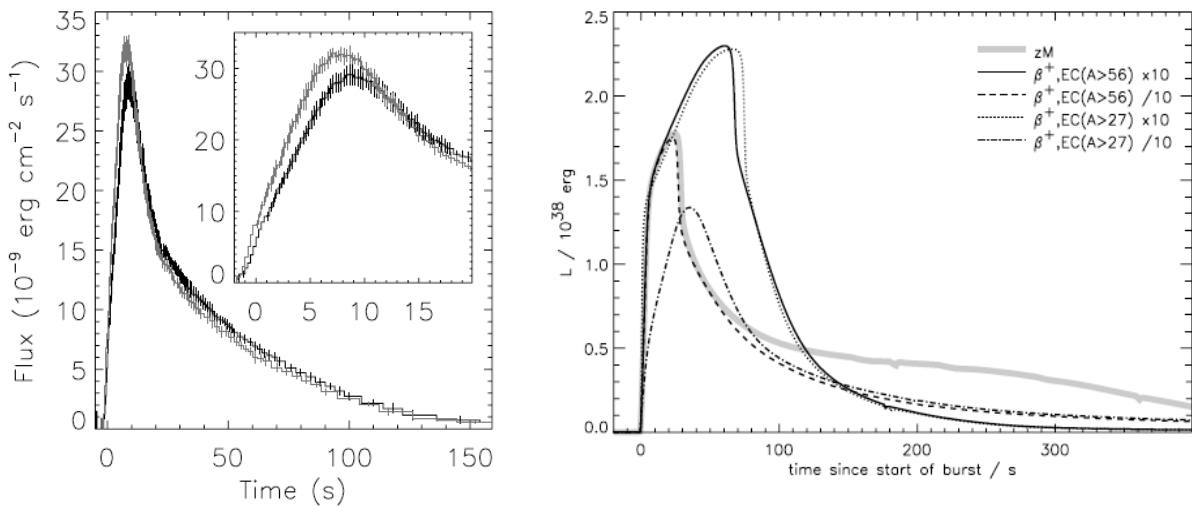 Flux (10⁻⁹ erg cm⁻² s⁻¹)
35
30
25
20
15
10
5
0
30
20
10
0
0 5 10 15
0 50 100 150
Time (s)
L / 10³⁸ erg
2.5
2.0
1.5
1.0
0.5
0.0
zM
β⁺,EC(A>56) x10
β⁺,EC(A>56) /10
β⁺,EC(A>27) x10
β⁺,EC(A>27) /10
0 100 200 300
time since start of burst / s